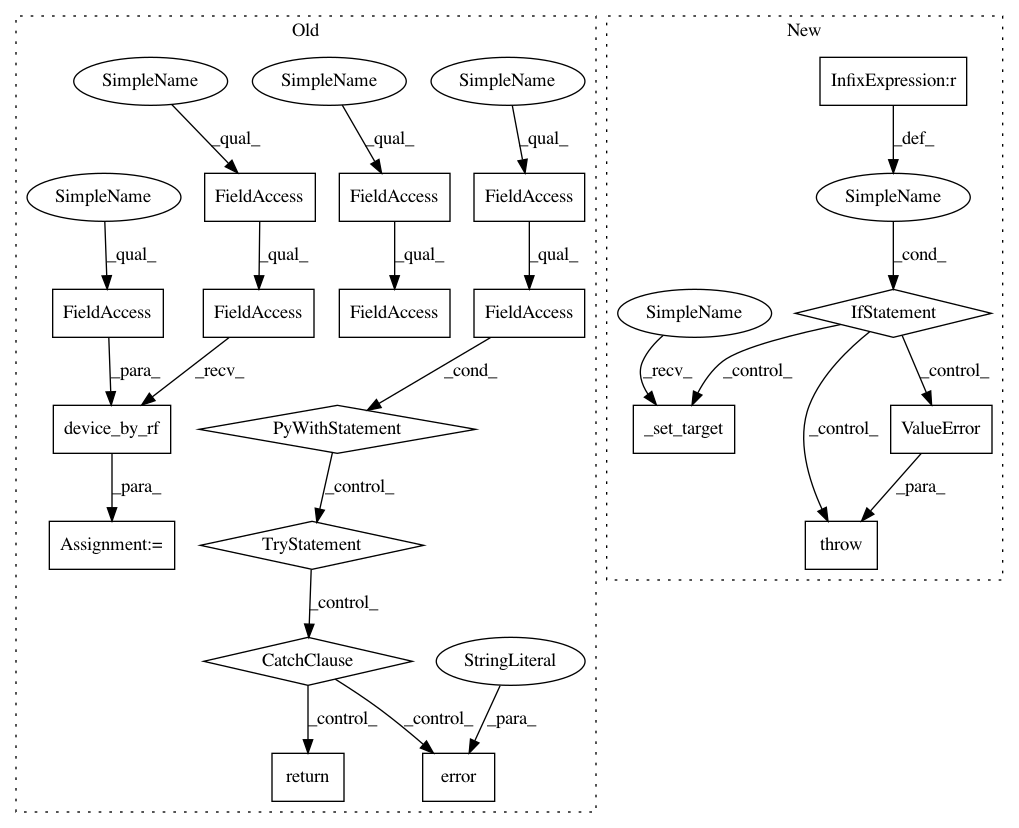 Old
New
SimpleName
SimpleName
SimpleName
InfixExpression:r
_qual_
_qual_
_qual_
_def_
SimpleName
FieldAccess
FieldAccess
FieldAccess
SimpleName
_qual_
_qual_
_qual_
_qual_
_cond_
FieldAccess
FieldAccess
FieldAccess
FieldAccess
SimpleName
IfStatement
_para_
_recv_
_cond_
_recv_
_control_
_control_
device_by_rf
PyWithStatement
_set_target
_control_
ValueError
_para_
_control_
_para_
Assignment:=
TryStatement
throw
_control_
CatchClause
StringLiteral
_control_
_control_
_para_
return
error